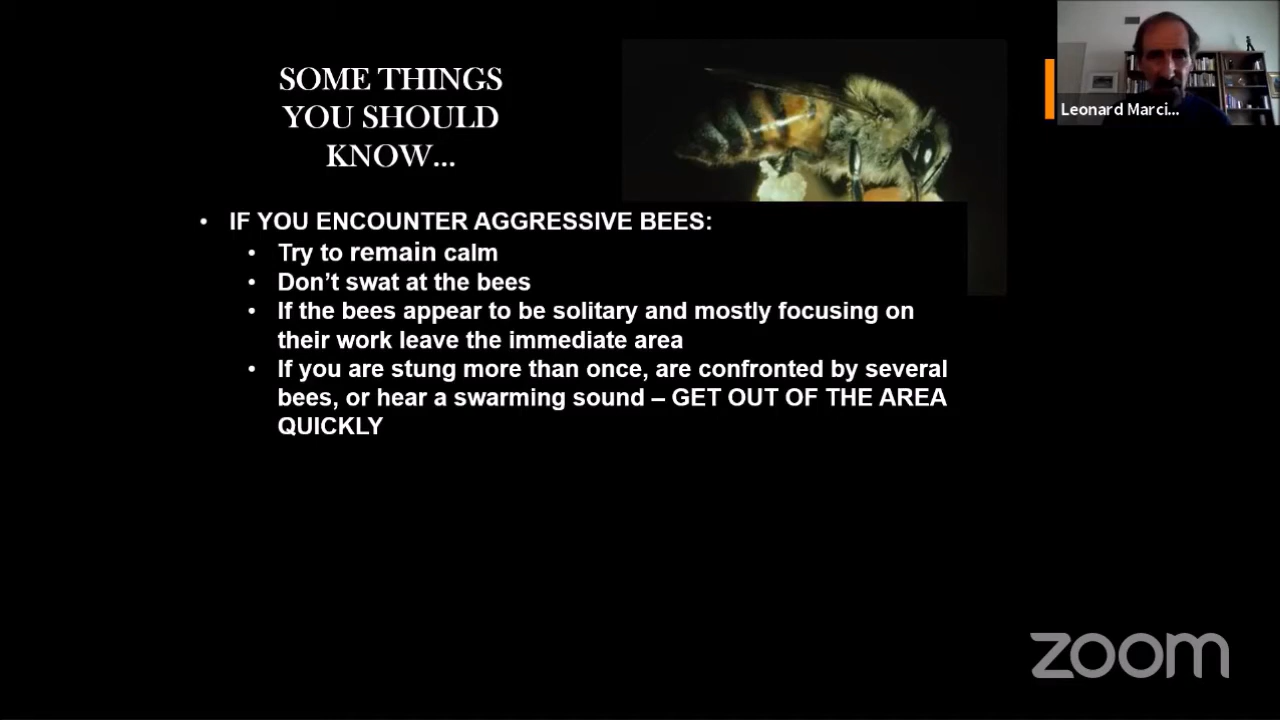 SOME THINGS
YOU SHOULD
KNOW...
Leonard Marci...
• IF YOU ENCOUNTER AGGRESSIVE BEES:
• Try to remain calm
• Don’t swat at the bees
• If the bees appear to be solitary and mostly focusing on
their work leave the immediate area
• If you are stung more than once, are confronted by several
bees, or hear a swarming sound – GET OUT OF THE AREA
QUICKLY
zoom